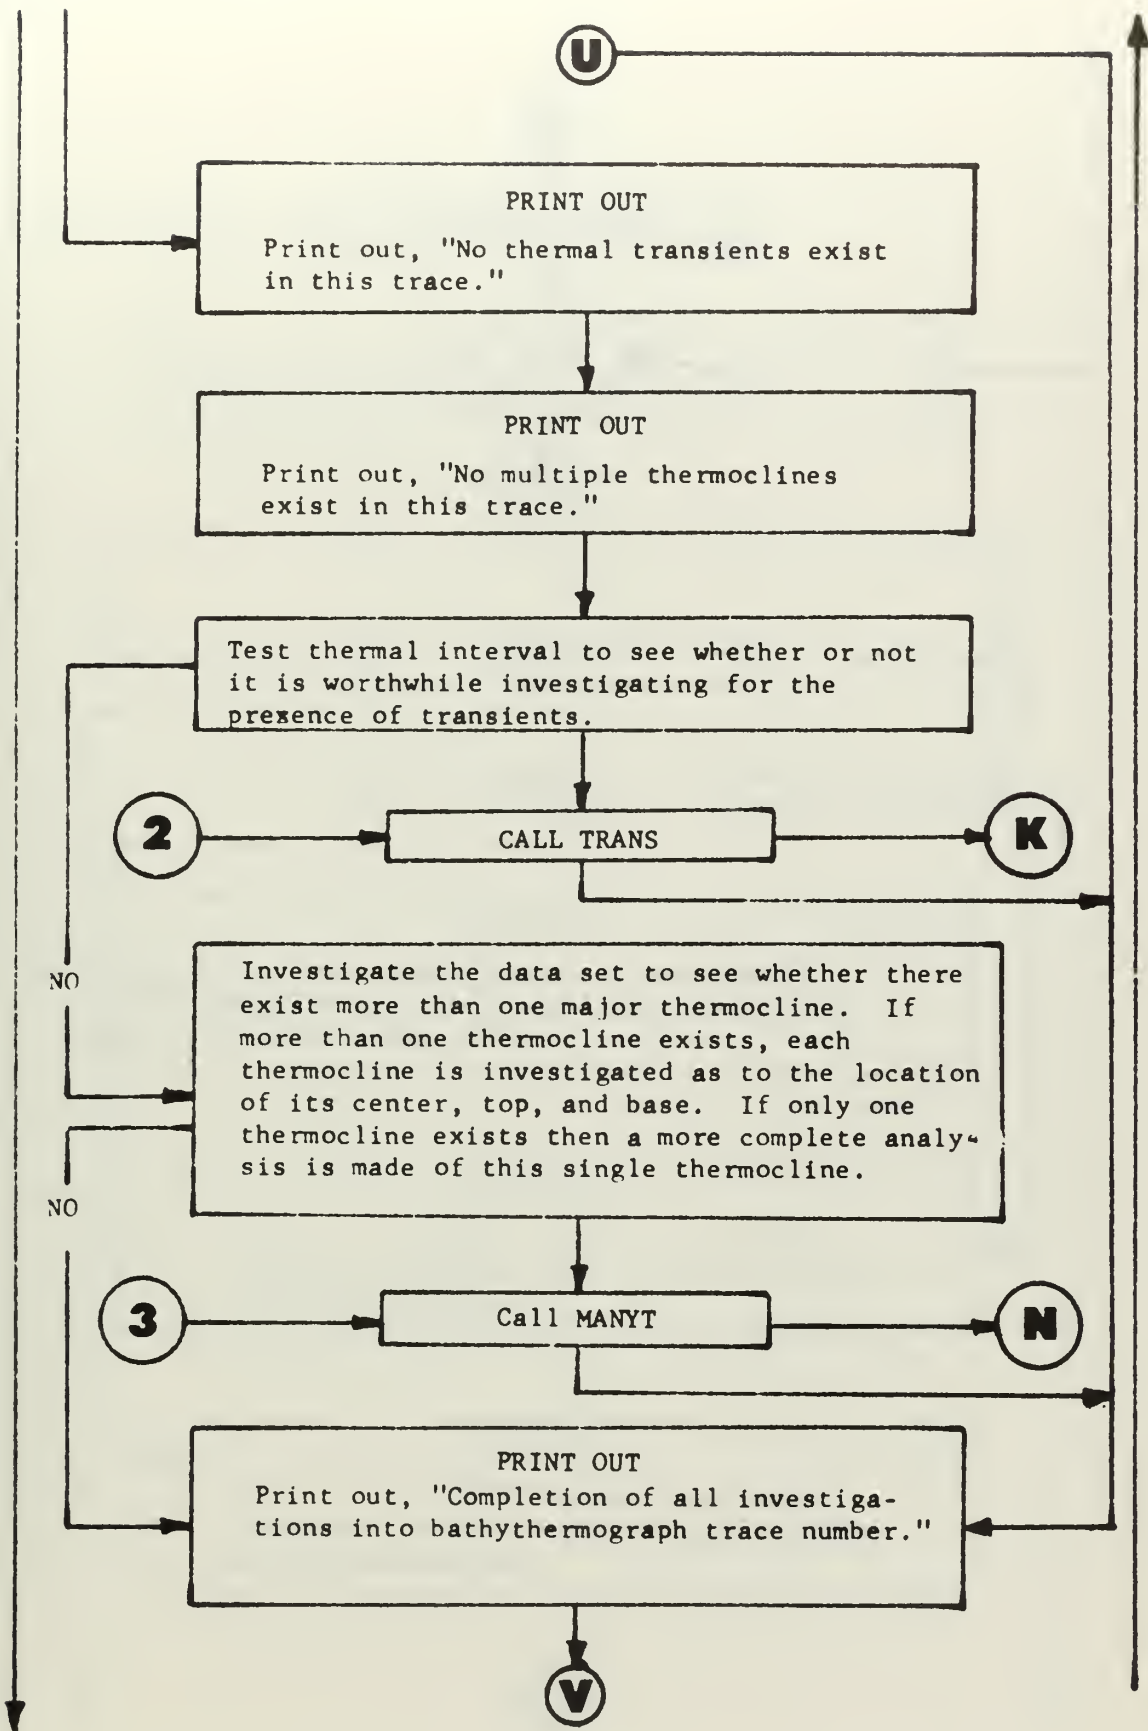 U
PRINT OUT
Print out, "No thermal transients exist
in this trace."
PRINT OUT
Print out, "No multiple thermoclines
exist in this trace."
Test thermal interval to see whether or not
it is worthwhile investigating for the
presence of transients.
2
CALL TRANS
K
NO
Investigate the data set to see whether there
exist more than one major thermocline. If
more than one thermocline exists, each
thermocline is investigated as to the location
of its center, top, and base. If only one
thermocline exists then a more complete analy-
sis is made of this single thermocline.
NO
3
Call MANYT
N
PRINT OUT
Print out, "Completion of all investiga-
tions into bathythermograph trace number."
V